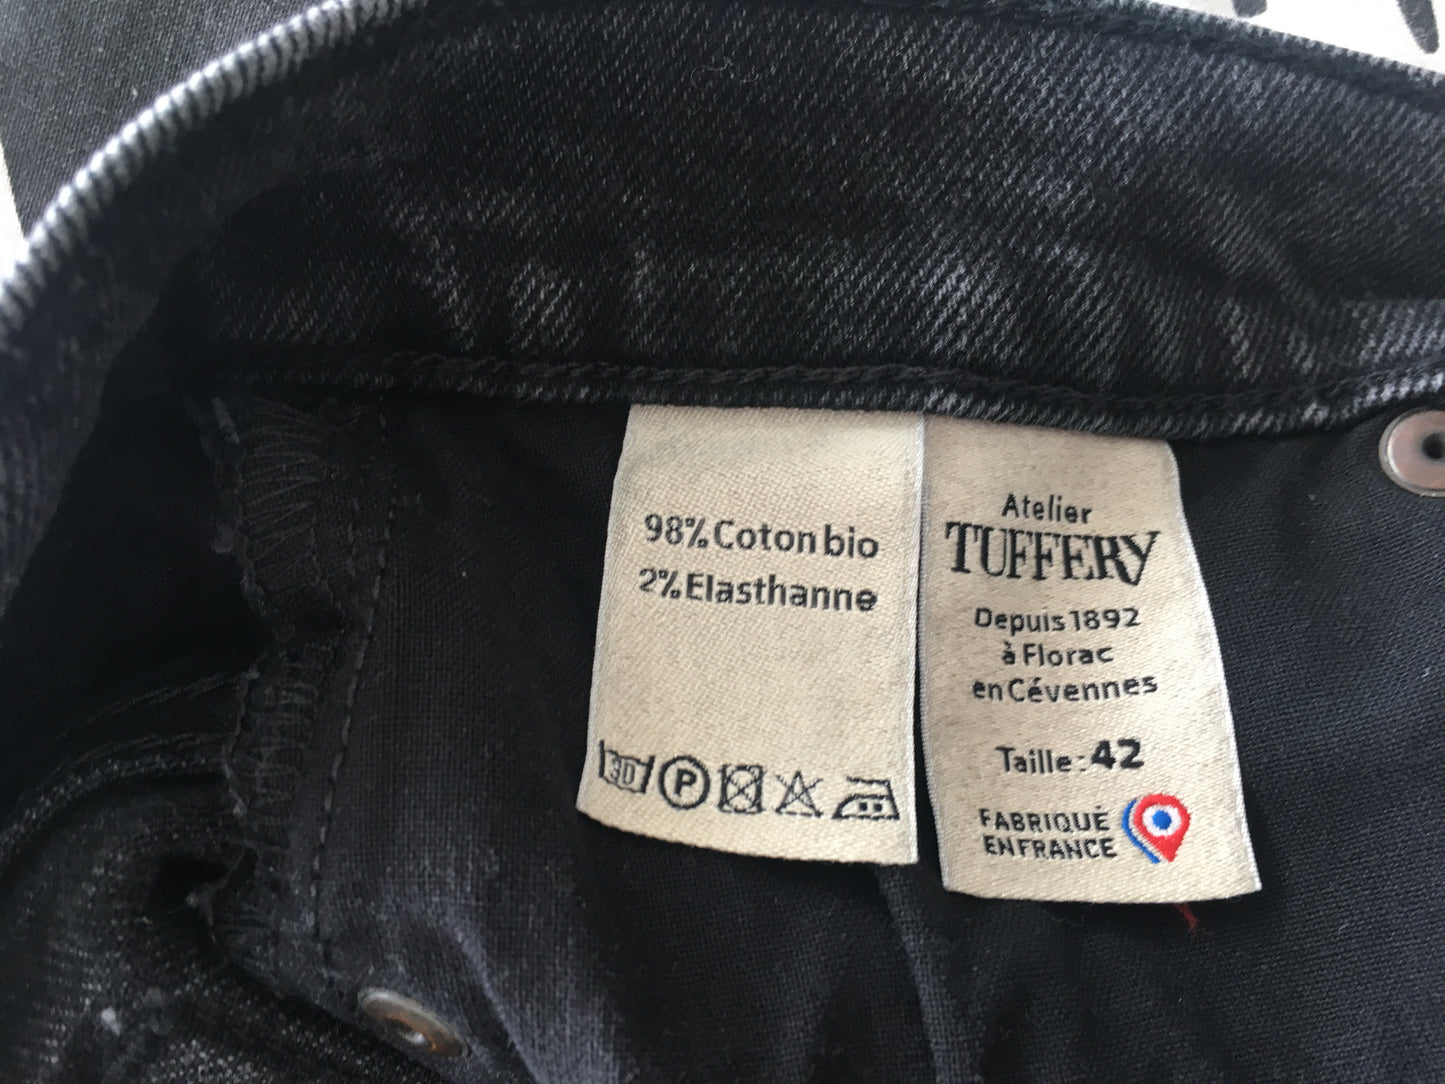 98% Coton bio
2% Elasthanne
30
P
Atelier
TUFFERY
Depuis 1892
à Florac
en Cévennes
Taille : 42
FABRIQUÉ
EN FRANCE